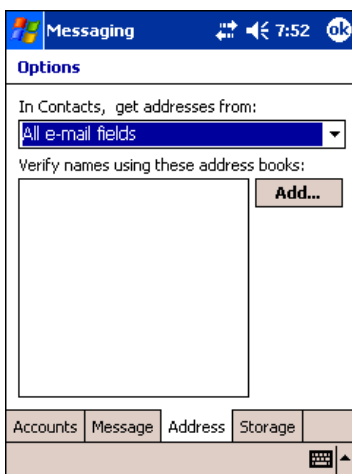 Messaging 7:52 ok
Options
In Contacts, get addresses from:
All e-mail fields
Verify names using these address books:
Add...
Accounts Message Address Storage